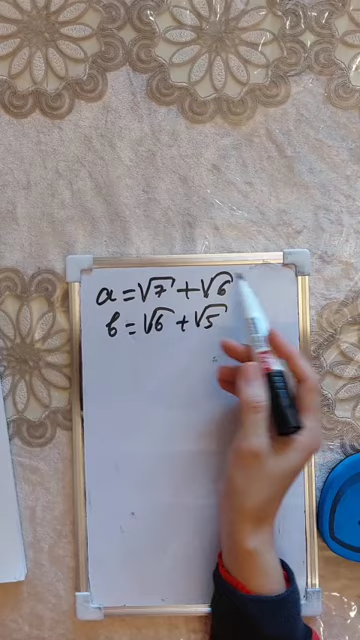 a = √7 + √6
b = √6 + √5